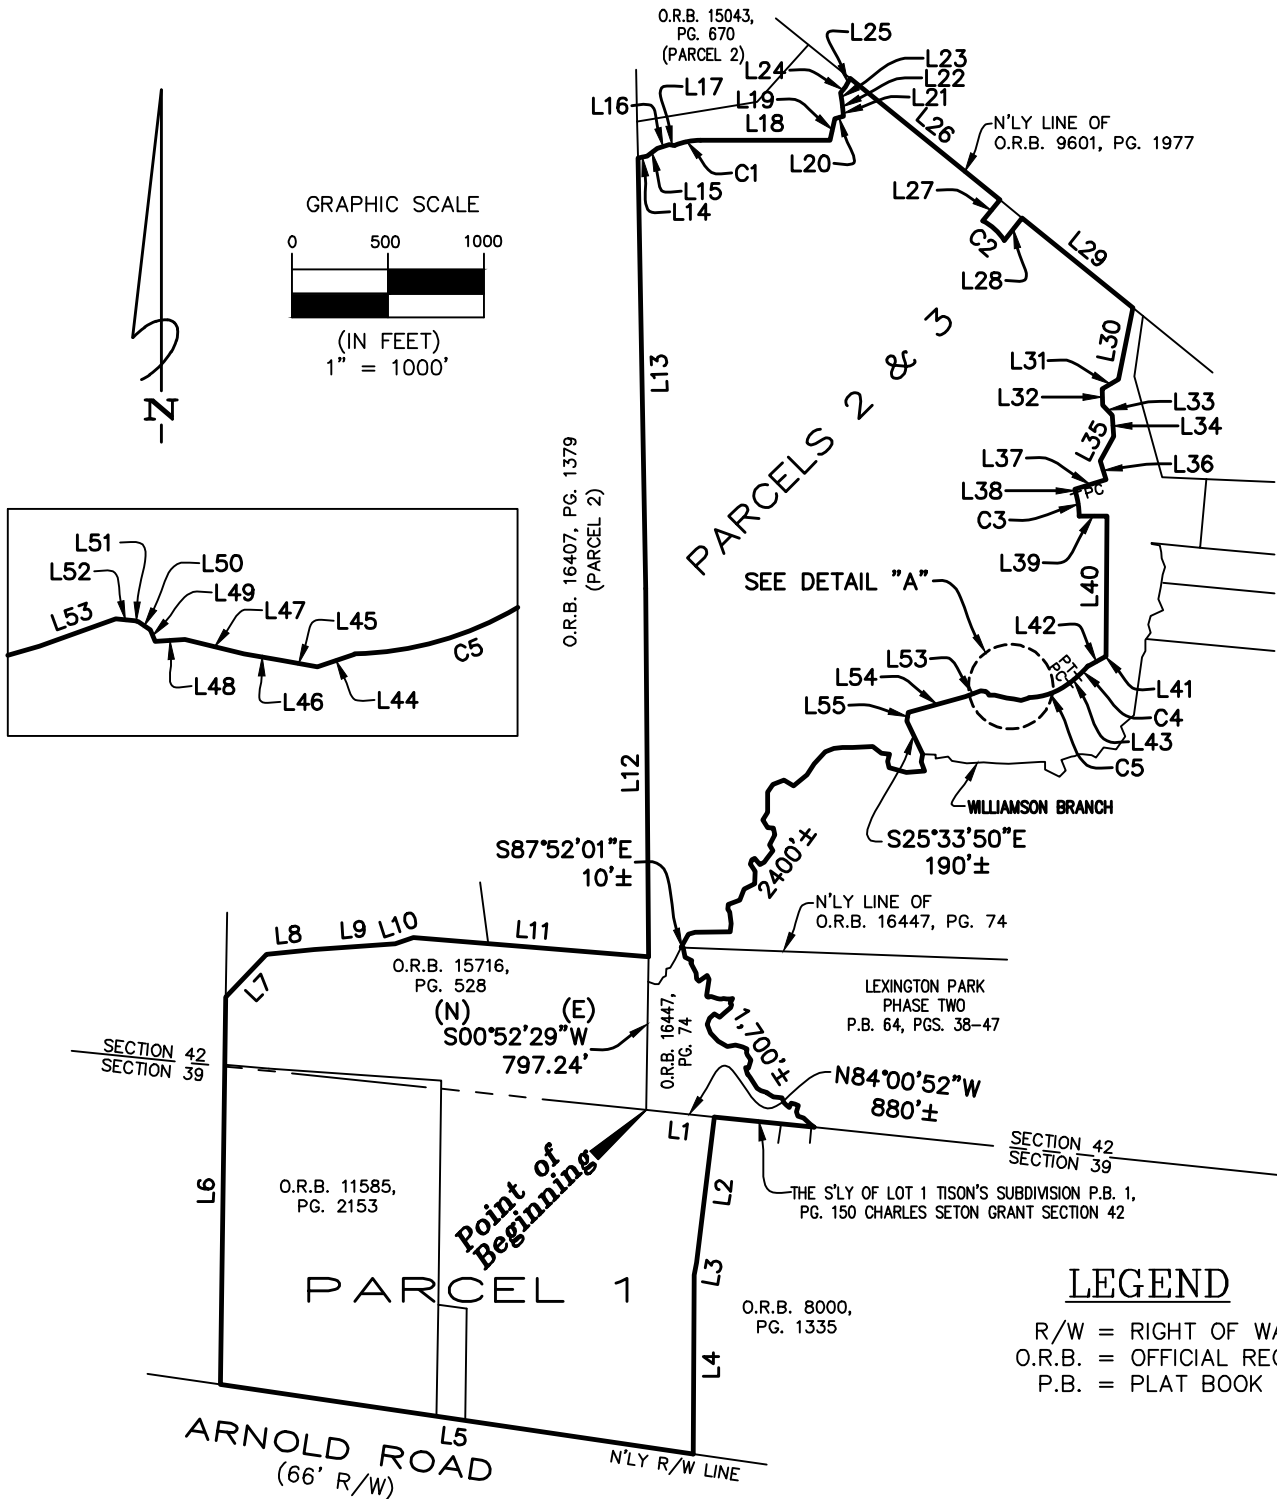 O.R.B. 15043,
PG. 670
(PARCEL 2)
L25
L24
L23
L22
L21
L17
L16
L19
L18
L20
L26
N'LY LINE OF
O.R.B. 9601, PG. 1977
C1
L15
L14
L27
C2
L28
L29
GRAPHIC SCALE
0 500 1000
(IN FEET)
1" = 1000'
N
L13
L30
L31
L32
L33
L34
L35
L36
L37
L38
PC
C3
L39
L40
PARCELS 2 & 3
O.R.B. 16407, PG. 1379
(PARCEL 2)
SEE DETAIL "A"
L51
L52
L50
L49
L53
L47
L45
C5
L48
L46
L44
L42
L53
L54
L55
PT
PC
L41
C4
L43
C5
WILLIAMSON BRANCH
L12
S25°33'50"E
190'±
S87°52'01"E
10'±
2400'±
N'LY LINE OF
O.R.B. 16447, PG. 74
L8
L9
L10
L11
L7
O.R.B. 15716,
PG. 528
(N) (E)
S00°52'29"W
797.24'
O.R.B. 16447,
PG. 74
LEXINGTON PARK
PHASE TWO
P.B. 64, PGS. 38-47
1,700'±
SECTION 42
SECTION 39
N84°00'52"W
880'±
L1
SECTION 42
SECTION 39
L6
O.R.B. 11585,
PG. 2153
Point of
Beginning
L2
THE S'LY OF LOT 1 TISON'S SUBDIVISION P.B. 1,
PG. 150 CHARLES SETON GRANT SECTION 42
PARCEL 1
L3
O.R.B. 8000,
PG. 1335
L4
LEGEND
R/W = RIGHT OF WA
O.R.B. = OFFICIAL REC
P.B. = PLAT BOOK
L5
ARNOLD ROAD
(66' R/W)
N'LY R/W LINE